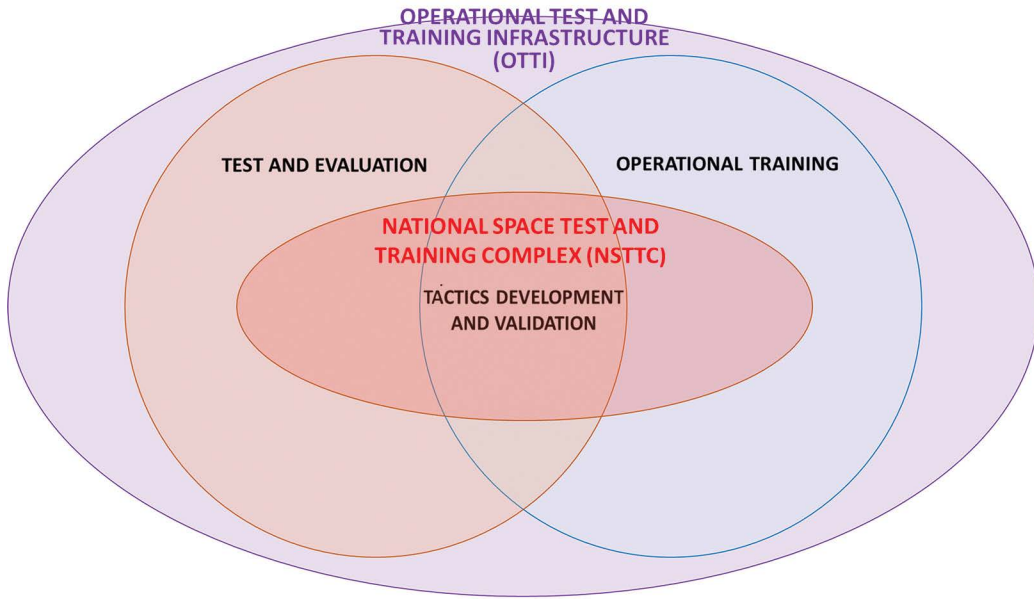 OPERATIONAL TEST AND
TRAINING INFRASTRUCTURE
(OTTI)
TEST AND EVALUATION
OPERATIONAL TRAINING
NATIONAL SPACE TEST AND
TRAINING COMPLEX (NSTTC)
TACTICS DEVELOPMENT
AND VALIDATION